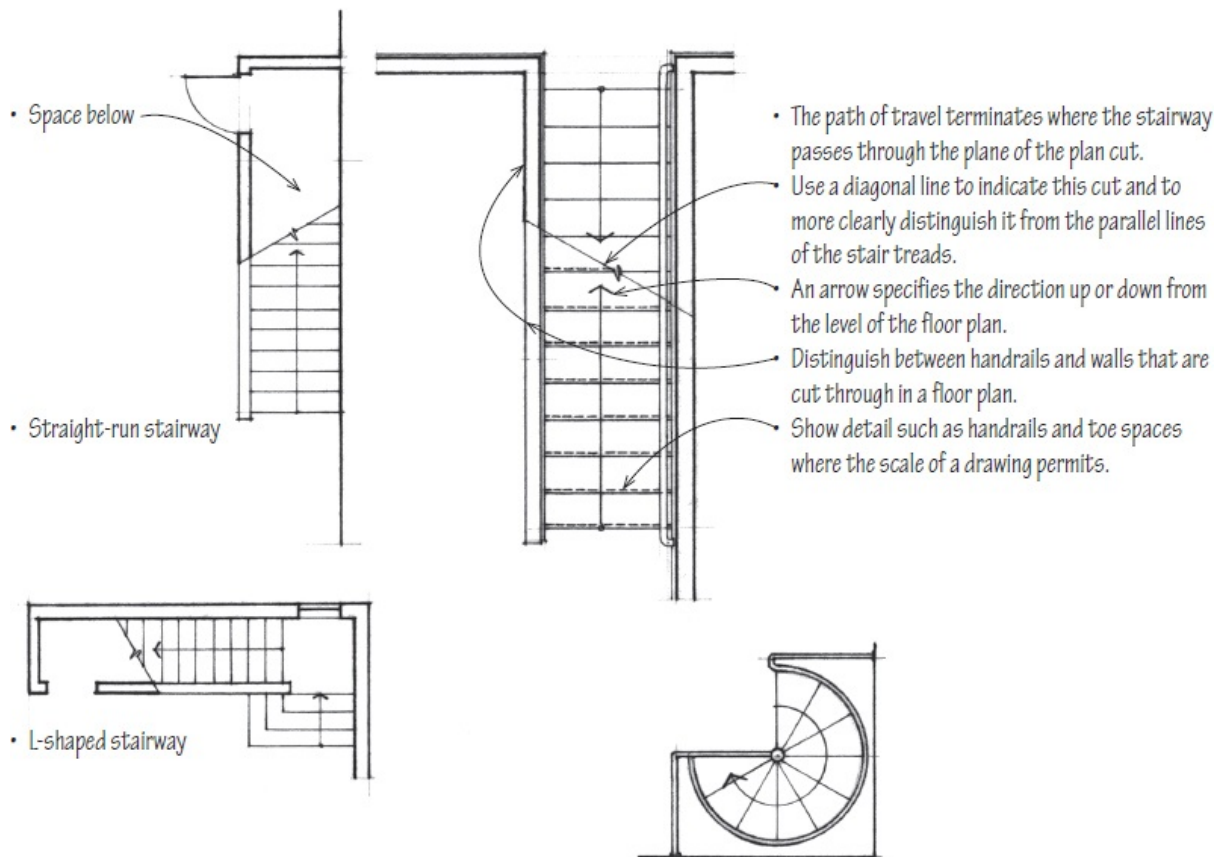 • Space below
• Straight-run stairway
• The path of travel terminates where the stairway
passes through the plane of the plan cut.
• Use a diagonal line to indicate this cut and to
more clearly distinguish it from the parallel lines
of the stair treads.
• An arrow specifies the direction up or down from
the level of the floor plan.
• Distinguish between handrails and walls that are
cut through in a floor plan.
• Show detail such as handrails and toe spaces
where the scale of a drawing permits.
• L-shaped stairway